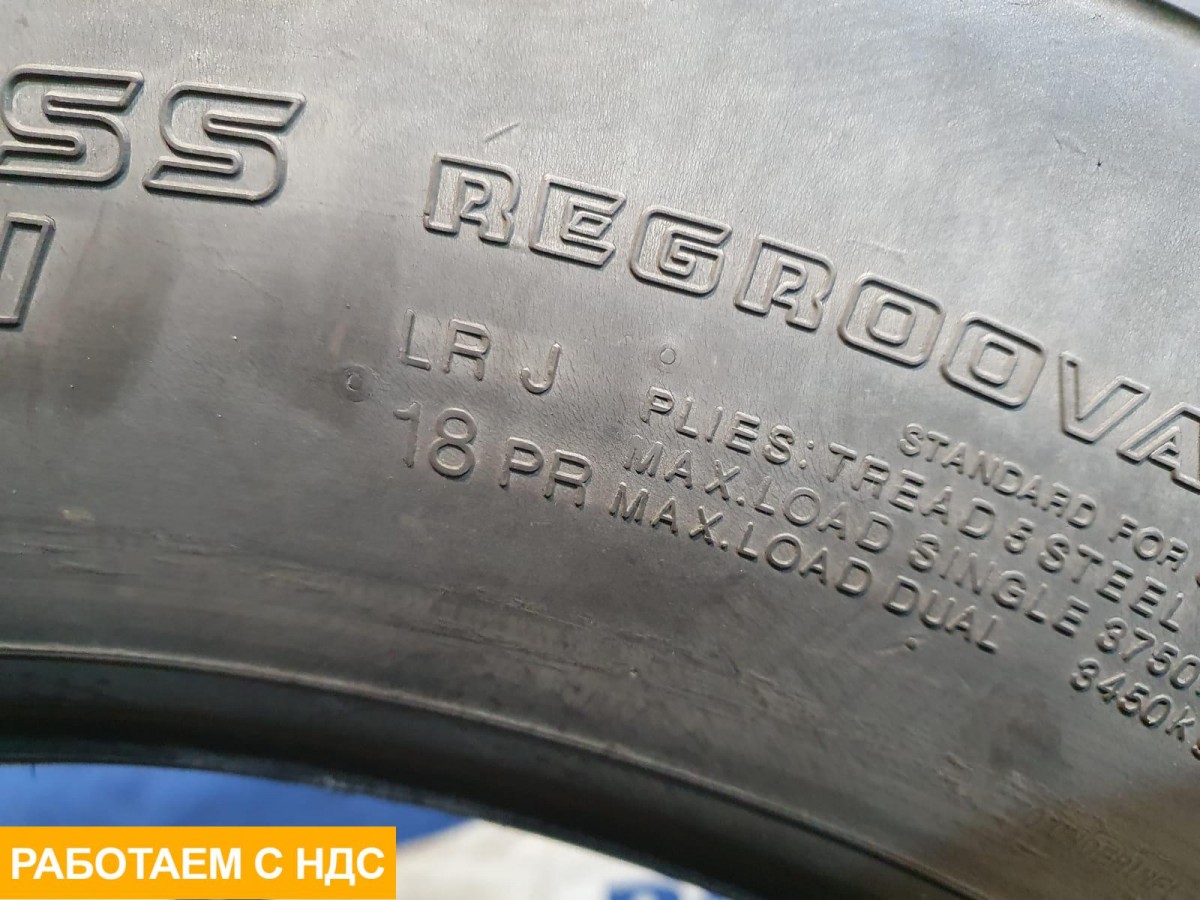 SS
REGROOVA
LR J
18 PR
STANDARD FOR
PLIES: TREAD 5 STEEL
MAX.LOAD SINGLE 3750
MAX.LOAD DUAL 3450K
РАБОТАЕМ С НДС